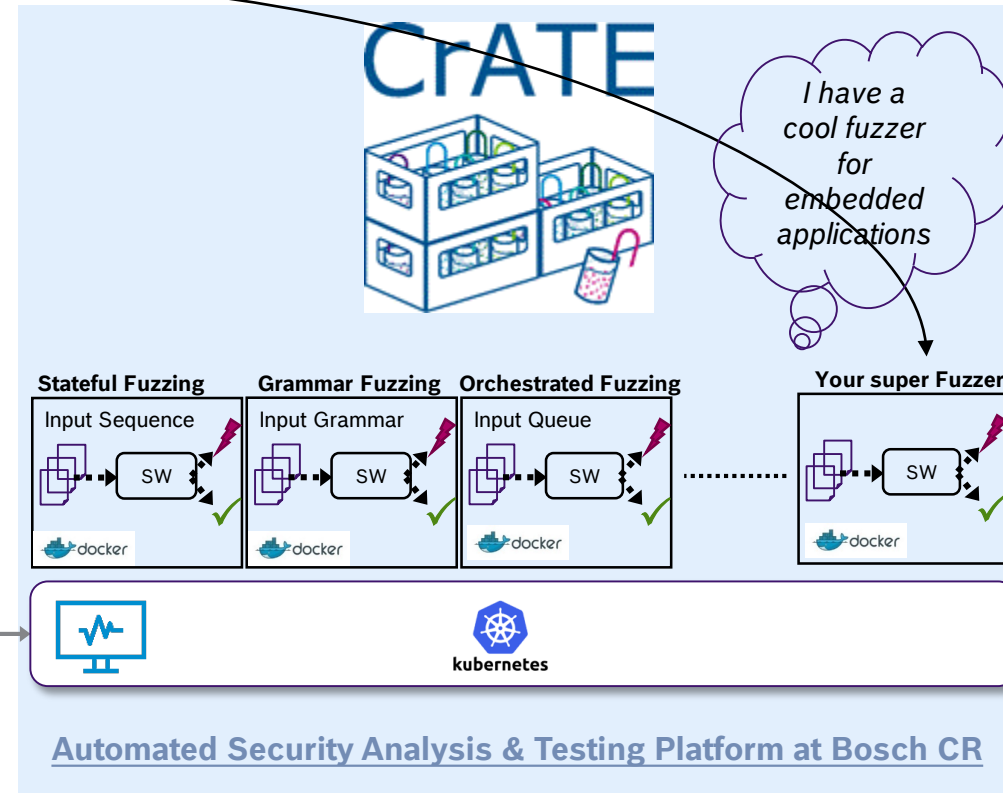 CrATE
I have a
cool fuzzer
for
embedded
applications
Stateful Fuzzing
Grammar Fuzzing
Orchestrated Fuzzing
Your super Fuzzer
Input Sequence
Input Grammar
Input Queue
SW
SW
SW
SW
docker
docker
docker
docker
kubernetes
Automated Security Analysis & Testing Platform at Bosch CR